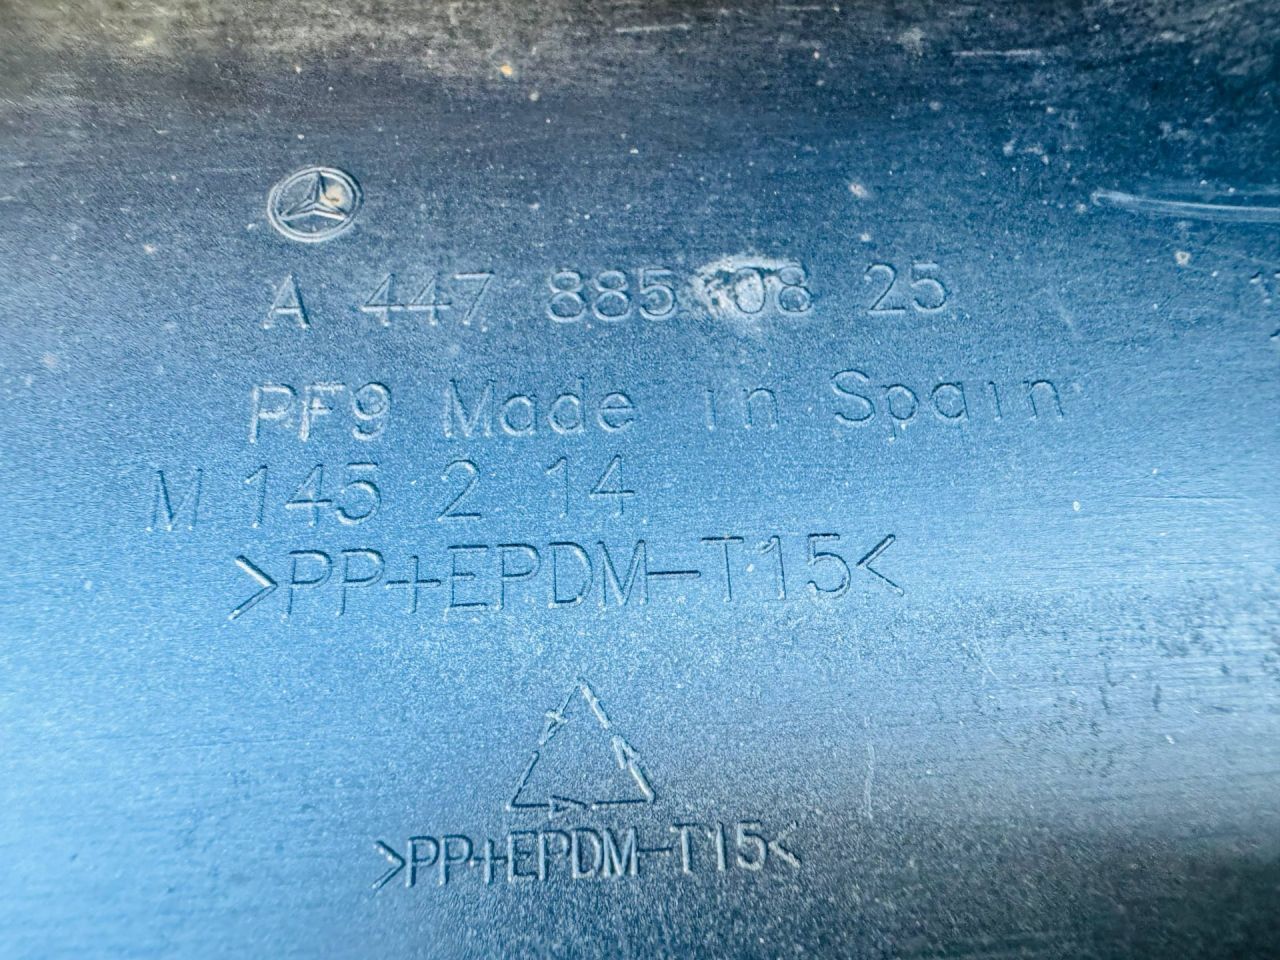 A 447 885 08 25
PF9 Made in Spain
M 145 2 14
>PP+EPDM-T15<
>PP+EPDM-T15<